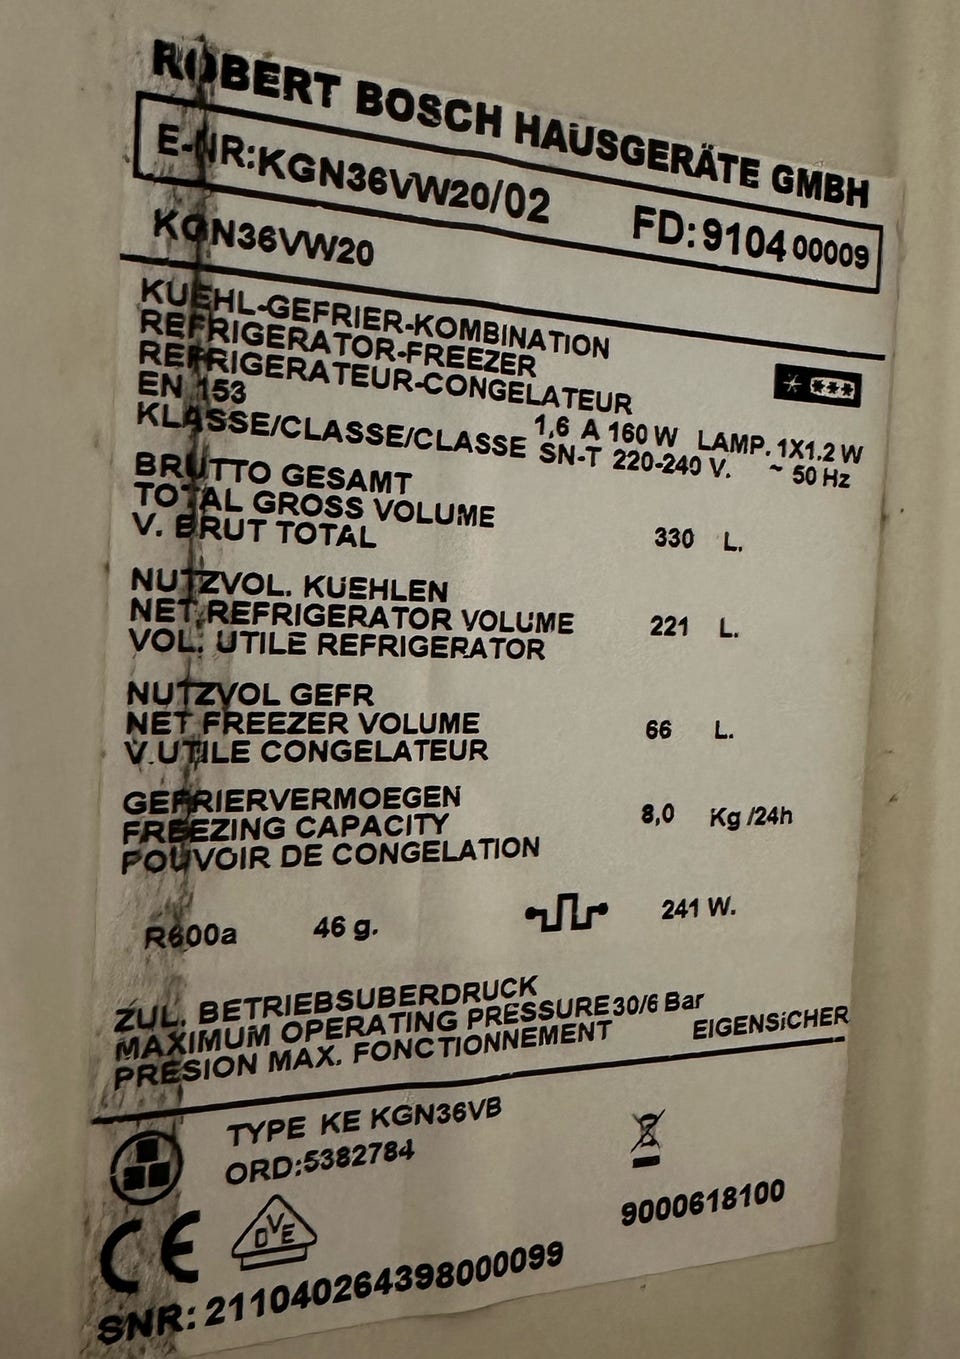 ROBERT BOSCH HAUSGERÄTE GMBH
E-NR:KGN36VW20/02 FD:9104 00009
KGN36VW20
KUEHL-GEFRIER-KOMBINATION
REFRIGERATOR-FREEZER
REFRIGERATEUR-CONGELATEUR
EN 153
1,6 A 160 W LAMP. 1X1.2 W
KLASSE/CLASSE/CLASSE SN-T 220-240 V. ~ 50 Hz
BRUTTO GESAMT
TOTAL GROSS VOLUME
V. BRUT TOTAL 330 L.
NUTZVOL. KUEHLEN
NET.REFRIGERATOR VOLUME 221 L.
VOL. UTILE REFRIGERATOR
NUTZVOL GEFR
NET FREEZER VOLUME 66 L.
V.UTILE CONGELATEUR
GEFRIERVERMOEGEN
FREEZING CAPACITY 8,0 Kg /24h
POUVOIR DE CONGELATION
R600a 46 g. 241 W.
ZUL. BETRIEBSUBERDRUCK
MAXIMUM OPERATING PRESSURE 30/6 Bar
PRESION MAX. FONCTIONNEMENT EIGENSiCHER
TYPE KE KGN36VB
ORD:5382784
CE DVE 9000618100
SNR: 211040264398000099